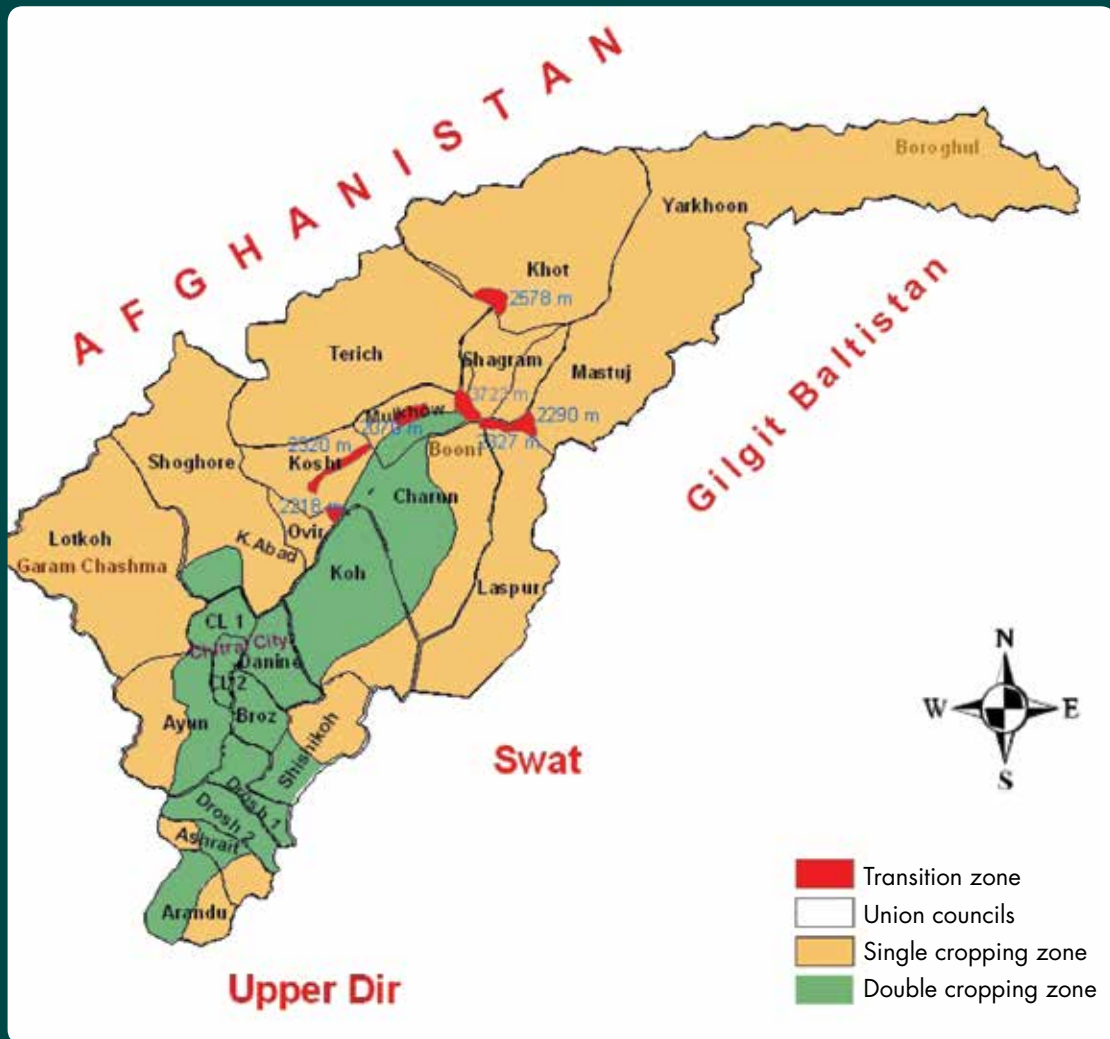 AFGHANISTAN
Boroghul
Yarkhoon
Khot
2578 m
Gilgit Baltistan
Terich
Shagram
Mastuj
3723 m
Mulkhow
2290 m
2078 m
2327 m
2320 m
Booni
Shoghore
Kosht
Charun
2218 m
Ovir
Lotkoh
K.Abad
Garam Chashma
Koh
Laspur
CL 1
Chitral City
Danine
CL 2
N
W
E
S
Ayun
Broz
Shishikoh
Swat
Drosh 1
Drosh 2
Ashrait
Arandu
Upper Dir
Transition zone
Union councils
Single cropping zone
Double cropping zone